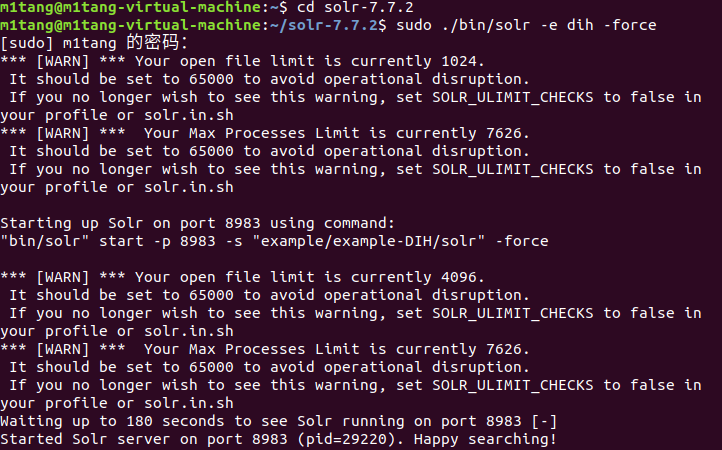 m1tang@m1tang-virtual-machine:~$ cd solr-7.7.2
m1tang@m1tang-virtual-machine:~/solr-7.7.2$ sudo ./bin/solr -e dih -force
[sudo] m1tang 的密码：
*** [WARN] *** Your open file limit is currently 1024.
 It should be set to 65000 to avoid operational disruption.
 If you no longer wish to see this warning, set SOLR_ULIMIT_CHECKS to false in
your profile or solr.in.sh
*** [WARN] ***  Your Max Processes Limit is currently 7626.
 It should be set to 65000 to avoid operational disruption.
 If you no longer wish to see this warning, set SOLR_ULIMIT_CHECKS to false in
your profile or solr.in.sh

Starting up Solr on port 8983 using command:
"bin/solr" start -p 8983 -s "example/example-DIH/solr" -force

*** [WARN] *** Your open file limit is currently 4096.
 It should be set to 65000 to avoid operational disruption.
 If you no longer wish to see this warning, set SOLR_ULIMIT_CHECKS to false in
your profile or solr.in.sh
*** [WARN] ***  Your Max Processes Limit is currently 7626.
 It should be set to 65000 to avoid operational disruption.
 If you no longer wish to see this warning, set SOLR_ULIMIT_CHECKS to false in
your profile or solr.in.sh
Waiting up to 180 seconds to see Solr running on port 8983 [-]
Started Solr server on port 8983 (pid=29220). Happy searching!